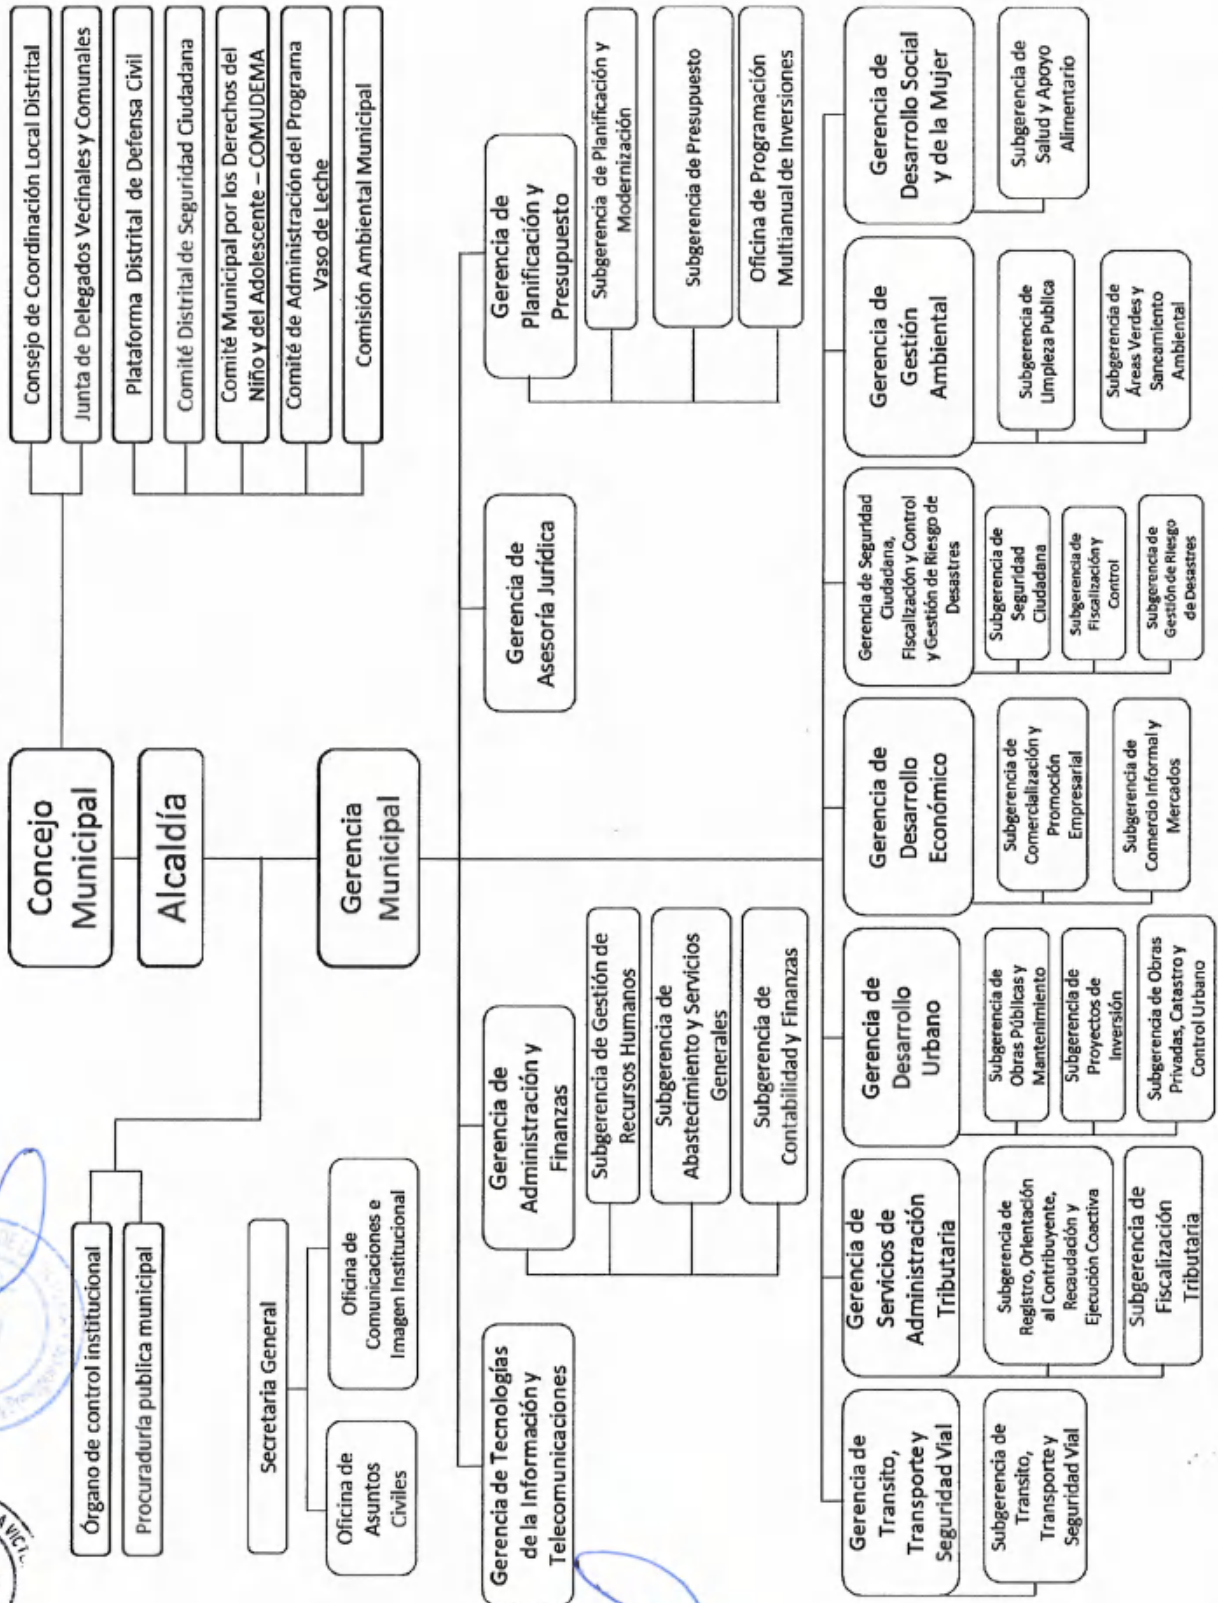 Concejo
Municipal
Alcaldía
Gerencia
Municipal
Consejo de Coordinación Local Distrital
Junta de Delegados Vecinales y Comunales
Plataforma Distrital de Defensa Civil
Comité Distrital de Seguridad Ciudadana
Comité Municipal por los Derechos del
Niño y del Adolescente – COMUDEMA
Comité de Administración del Programa
Vaso de Leche
Comisión Ambiental Municipal
Órgano de control institucional
Procuraduría publica municipal
Secretaria General
Oficina de
Asuntos
Civiles
Oficina de
Comunicaciones e
Imagen Institucional
Gerencia de Tecnologías
de la Información y
Telecomunicaciones
Gerencia de
Administración y
Finanzas
Subgerencia de Gestión de
Recursos Humanos
Subgerencia de
Abastecimiento y Servicios
Generales
Subgerencia de
Contabilidad y Finanzas
Gerencia de
Asesoría Jurídica
Gerencia de
Planificación y
Presupuesto
Subgerencia de Planificación y
Modernización
Subgerencia de Presupuesto
Oficina de Programación
Multianual de Inversiones
Gerencia de
Transito,
Transporte y
Seguridad Vial
Subgerencia de
Transito,
Transporte y
Seguridad Vial
Gerencia de
Servicios de
Administración
Tributaria
Subgerencia de
Registro, Orientación
al Contribuyente,
Recaudación y
Ejecución Coactiva
Subgerencia de
Fiscalización
Tributaria
Gerencia de
Desarrollo
Urbano
Subgerencia de
Obras Públicas y
Mantenimiento
Subgerencia de
Proyectos de
Inversión
Subgerencia de Obras
Privadas, Catastro y
Control Urbano
Gerencia de
Desarrollo
Económico
Subgerencia de
Comercialización y
Promoción
Empresarial
Subgerencia de
Comercio Informal y
Mercados
Gerencia de Seguridad
Ciudadana,
Fiscalización y Control
y Gestión de Riesgo de
Desastres
Subgerencia de
Seguridad
Ciudadana
Subgerencia de
Fiscalización y
Control
Subgerencia de
Gestión de Riesgo
de Desastres
Gerencia de
Gestión
Ambiental
Subgerencia de
Limpieza Publica
Subgerencia de
Áreas Verdes y
Saneamiento
Ambiental
Gerencia de
Desarrollo Social
y de la Mujer
Subgerencia de
Salud y Apoyo
Alimentario